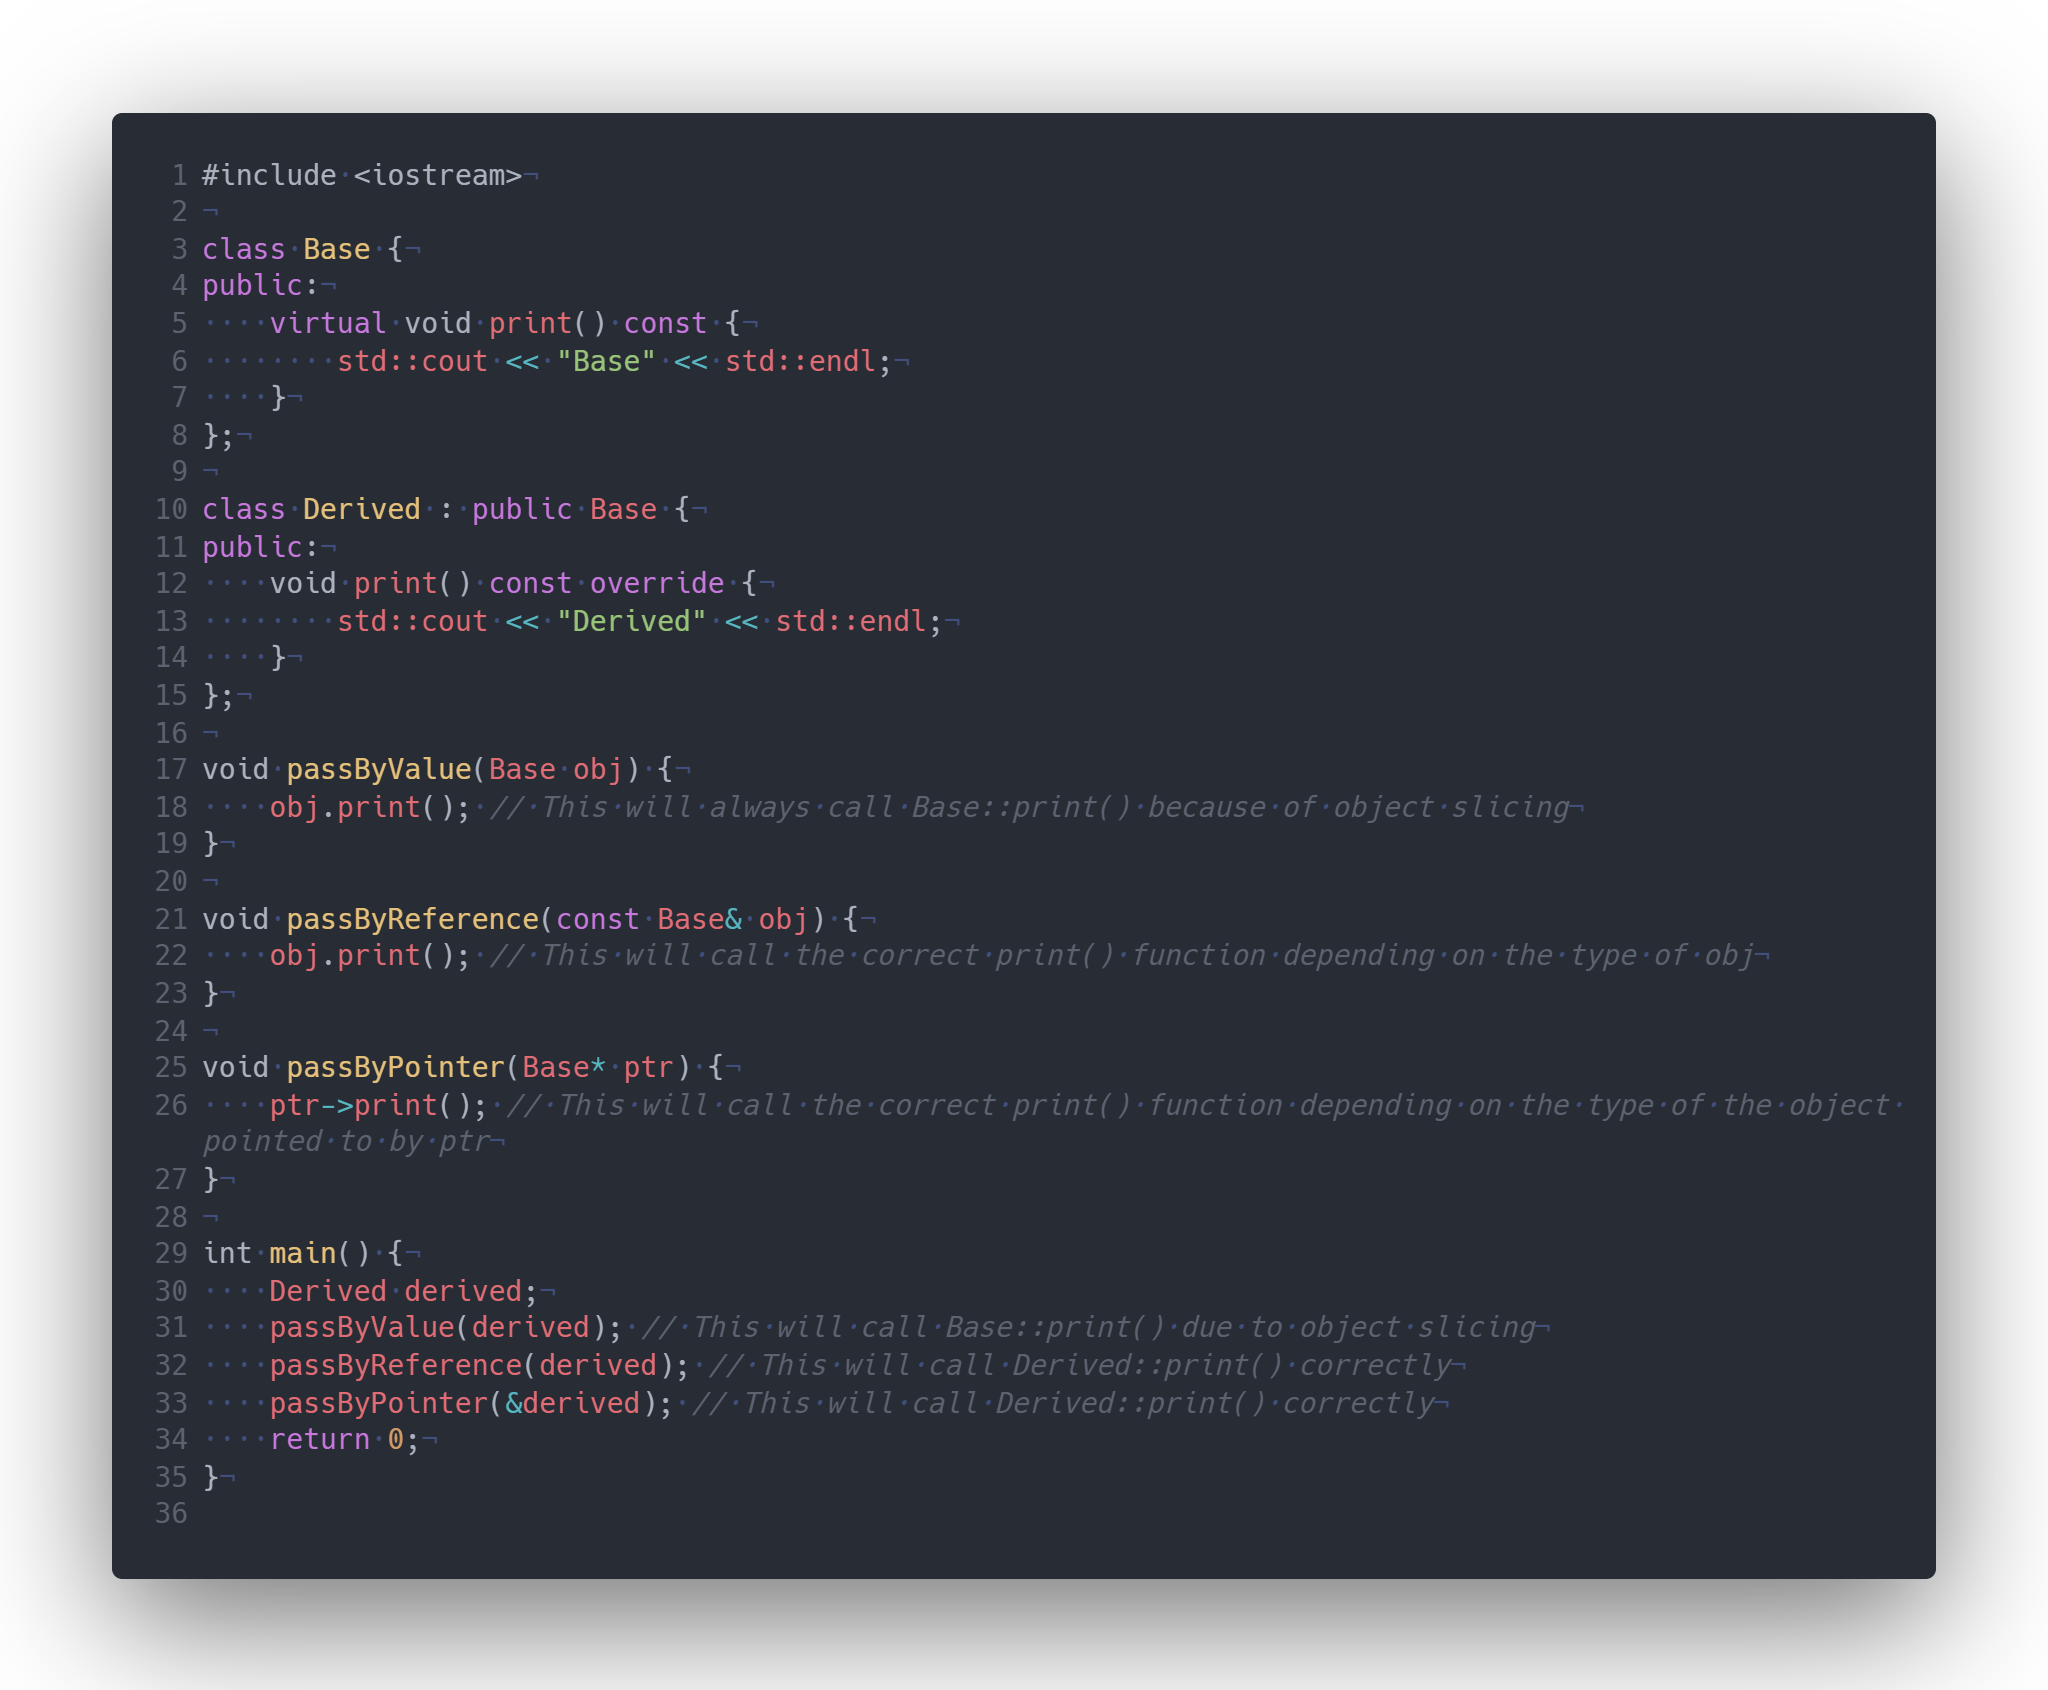 1 #include <iostream>
2
3 class Base {
4 public:
5     virtual void print() const {
6         std::cout << "Base" << std::endl;
7     }
8 };
9
10 class Derived : public Base {
11 public:
12     void print() const override {
13         std::cout << "Derived" << std::endl;
14     }
15 };
16
17 void passByValue(Base obj) {
18     obj.print(); // This will always call Base::print() because of object slicing
19 }
20
21 void passByReference(const Base& obj) {
22     obj.print(); // This will call the correct print() function depending on the type of obj
23 }
24
25 void passByPointer(Base* ptr) {
26     ptr->print(); // This will call the correct print() function depending on the type of the object
pointed to by ptr
27 }
28
29 int main() {
30     Derived derived;
31     passByValue(derived); // This will call Base::print() due to object slicing
32     passByReference(derived); // This will call Derived::print() correctly
33     passByPointer(&derived); // This will call Derived::print() correctly
34     return 0;
35 }
36